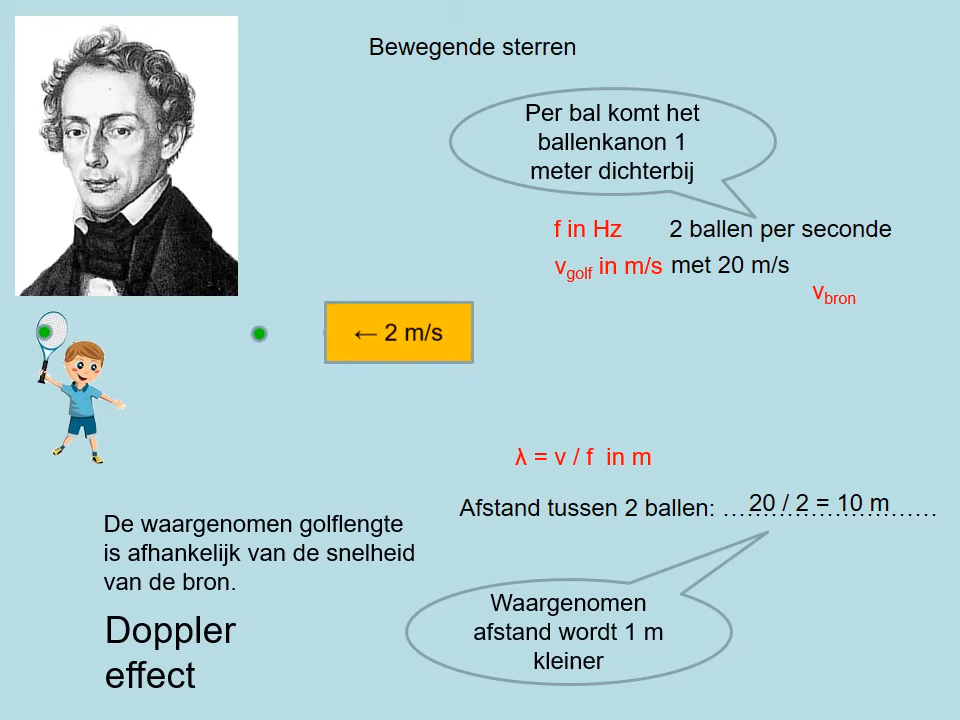 Bewegende sterren
Per bal komt het
ballenkanon 1
meter dichterbij
f in Hz 2 ballen per seconde
vgolf in m/s met 20 m/s
vbron
← 2 m/s
λ = v / f in m
Afstand tussen 2 ballen: ……………………… 20 / 2 = 10 m
De waargenomen golflengte
is afhankelijk van de snelheid
van de bron.
Waargenomen
afstand wordt 1 m
kleiner
Doppler
effect